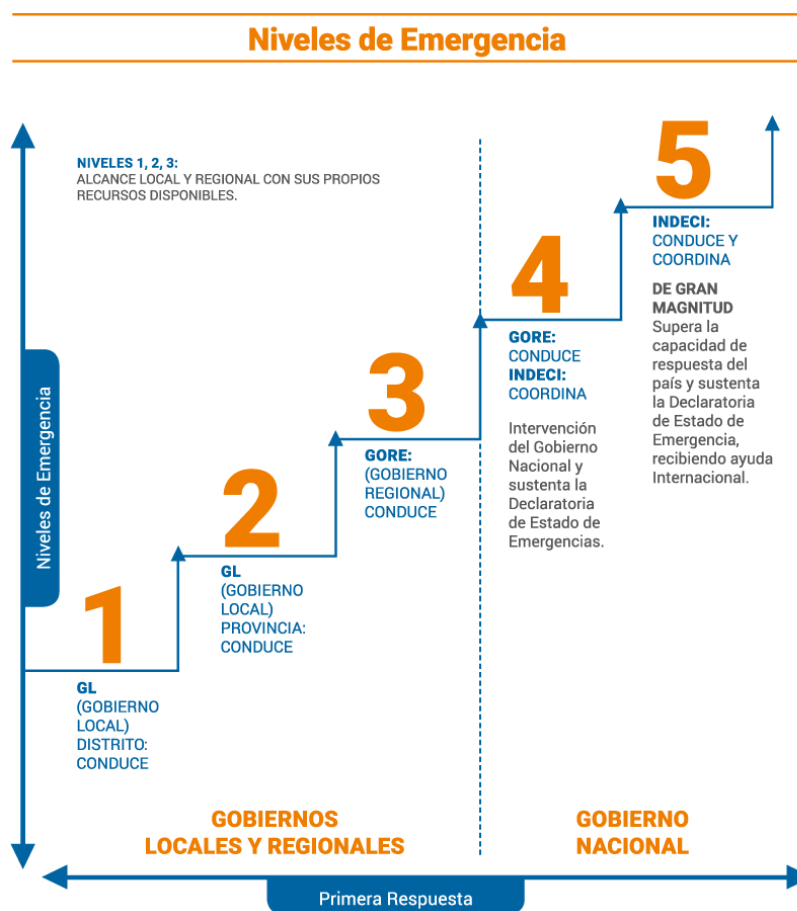 Niveles de Emergencia
NIVELES 1, 2, 3:
ALCANCE LOCAL Y REGIONAL CON SUS PROPIOS
RECURSOS DISPONIBLES.
Niveles de Emergencia
1
GL
(GOBIERNO
LOCAL)
DISTRITO:
CONDUCE
2
GL
(GOBIERNO
LOCAL)
PROVINCIA:
CONDUCE
3
GORE:
(GOBIERNO
REGIONAL)
CONDUCE
4
GORE:
CONDUCE
INDECI:
COORDINA
Intervención
del Gobierno
Nacional y
sustenta la
Declaratoria
de Estado de
Emergencias.
5
INDECI:
CONDUCE Y
COORDINA
DE GRAN
MAGNITUD
Supera la
capacidad de
respuesta del
país y sustenta
la Declaratoria
de Estado de
Emergencia,
recibiendo ayuda
Internacional.
GOBIERNOS
LOCALES Y REGIONALES
GOBIERNO
NACIONAL
Primera Respuesta